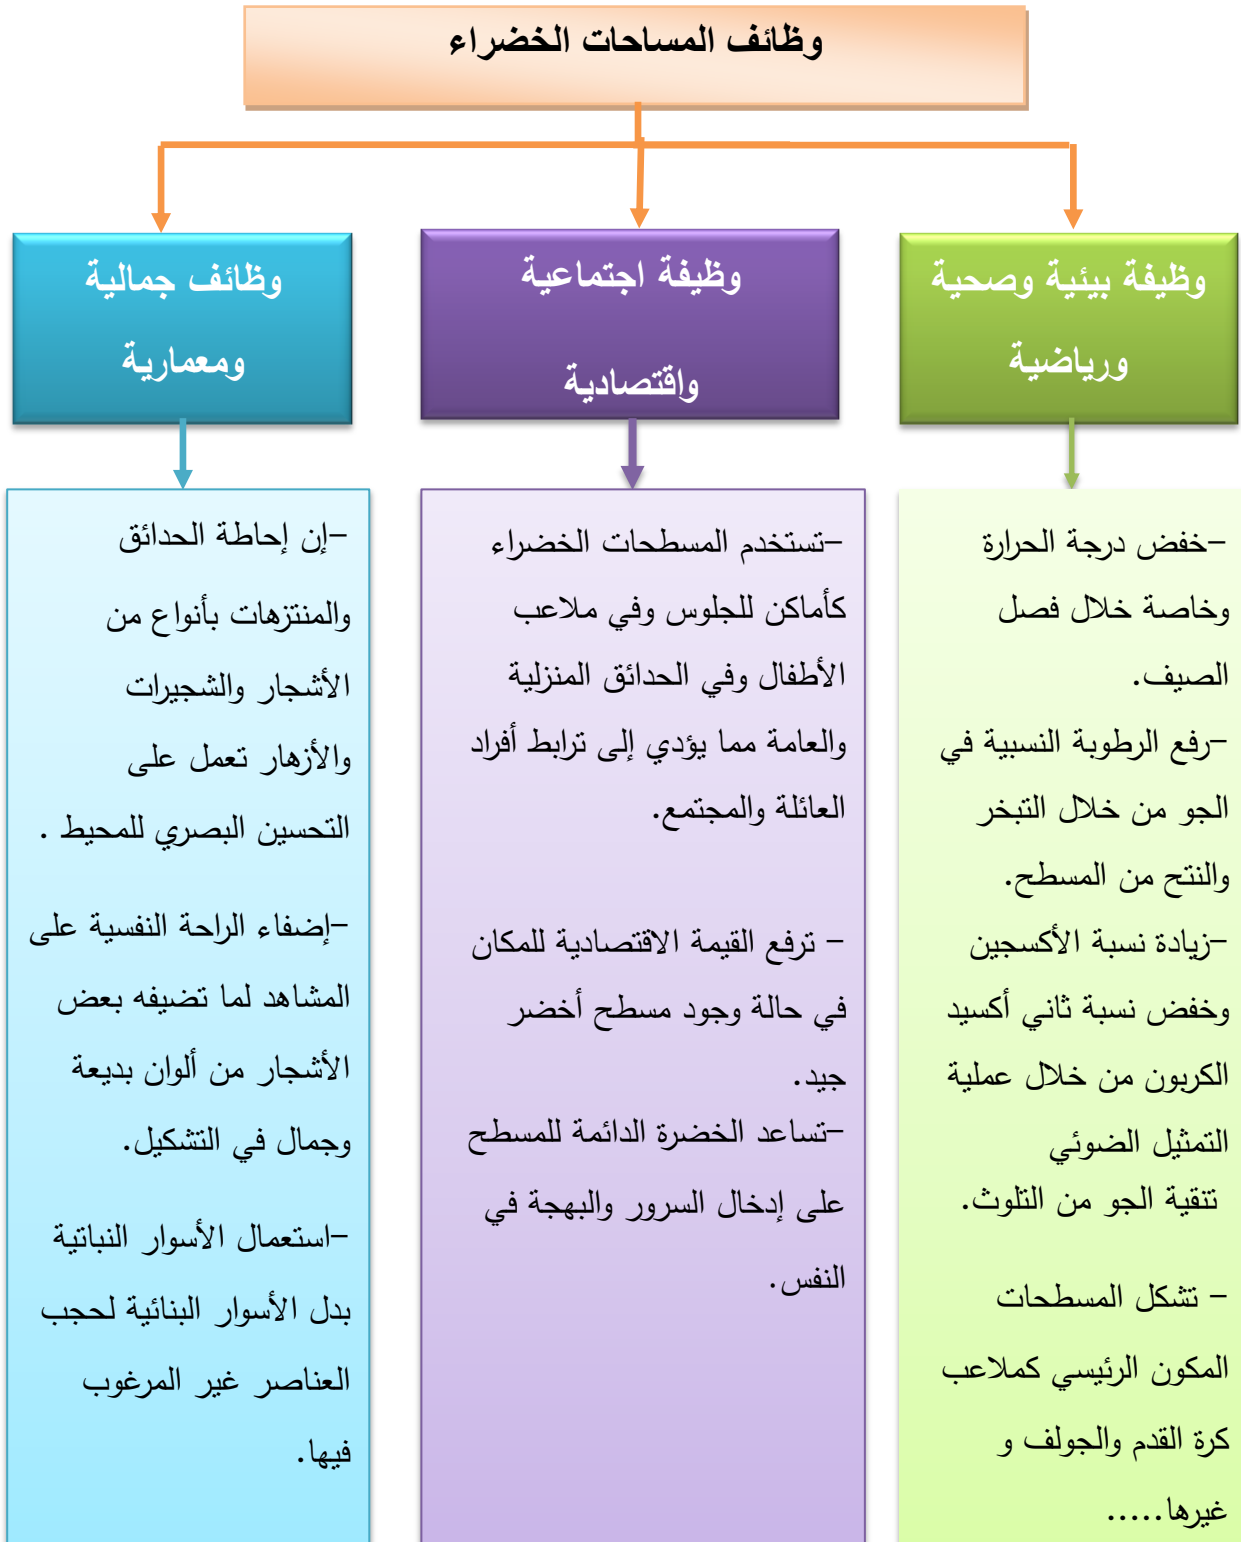 وظائف المساحات الخضراء
وظيفة بيئية وصحية
ورياضية
وظيفة اجتماعية
واقتصادية
وظائف جمالية
ومعمارية
-خفض درجة الحرارة
وخاصة خلال فصل
الصيف.
-رفع الرطوبة النسبية في
الجو من خلال التبخر
والنتح من المسطح.
-زيادة نسبة الأكسجين
وخفض نسبة ثاني أكسيد
الكربون من خلال عملية
التمثيل الضوئي
تنقية الجو من التلوث.
- تشكل المسطحات
المكون الرئيسي كملاعب
كرة القدم والجولف و
غيرها.....
-تستخدم المسطحات الخضراء
كأماكن للجلوس وفي ملاعب
الأطفال وفي الحدائق المنزلية
والعامة مما يؤدي إلى ترابط أفراد
العائلة والمجتمع.
- ترفع القيمة الاقتصادية للمكان
في حالة وجود مسطح أخضر
جيد.
-تساعد الخضرة الدائمة للمسطح
على إدخال السرور والبهجة في
النفس.
-إن إحاطة الحدائق
والمنتزهات بأنواع من
الأشجار والشجيرات
والأزهار تعمل على
التحسين البصري للمحيط .
-إضفاء الراحة النفسية على
المشاهد لما تضيفه بعض
الأشجار من ألوان بديعة
وجمال في التشكيل.
-استعمال الأسوار النباتية
بدل الأسوار البنائية لحجب
العناصر غير المرغوب
فيها.